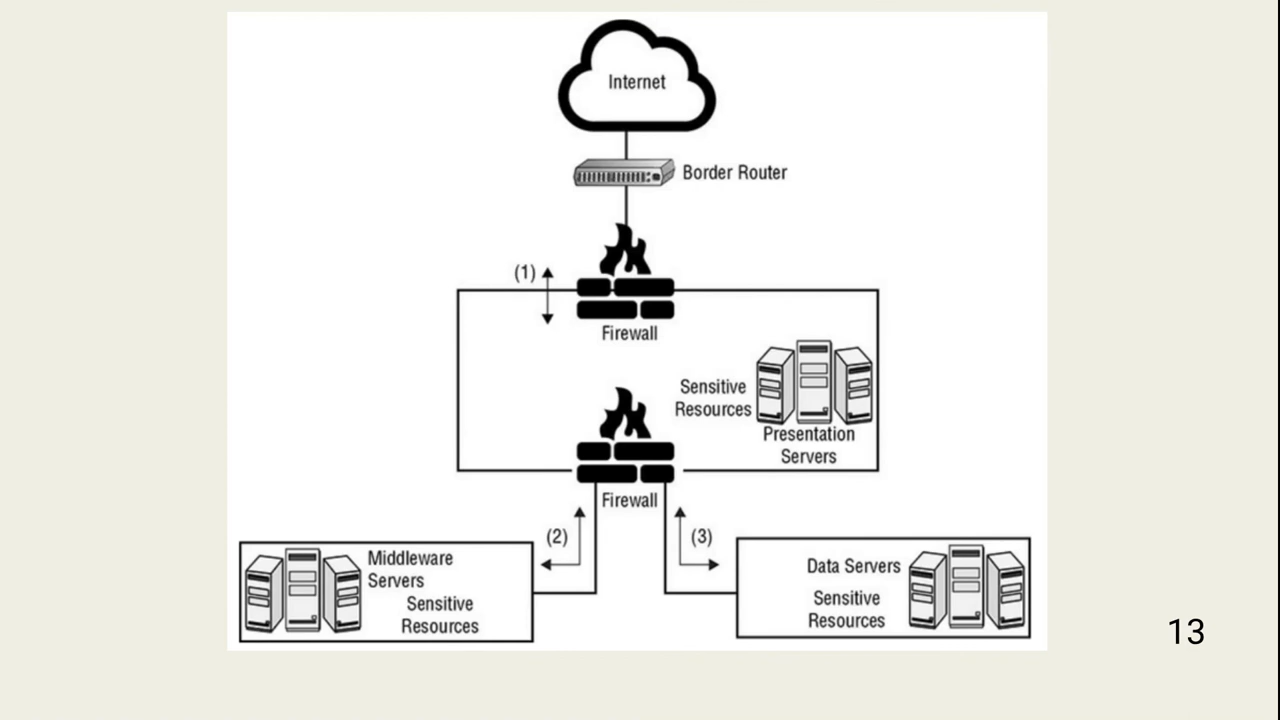 Internet
Border Router
(1)
Firewall
Sensitive
Resources
Presentation
Servers
Firewall
(2)
(3)
Middleware
Servers
Sensitive
Resources
Data Servers
Sensitive
Resources
13